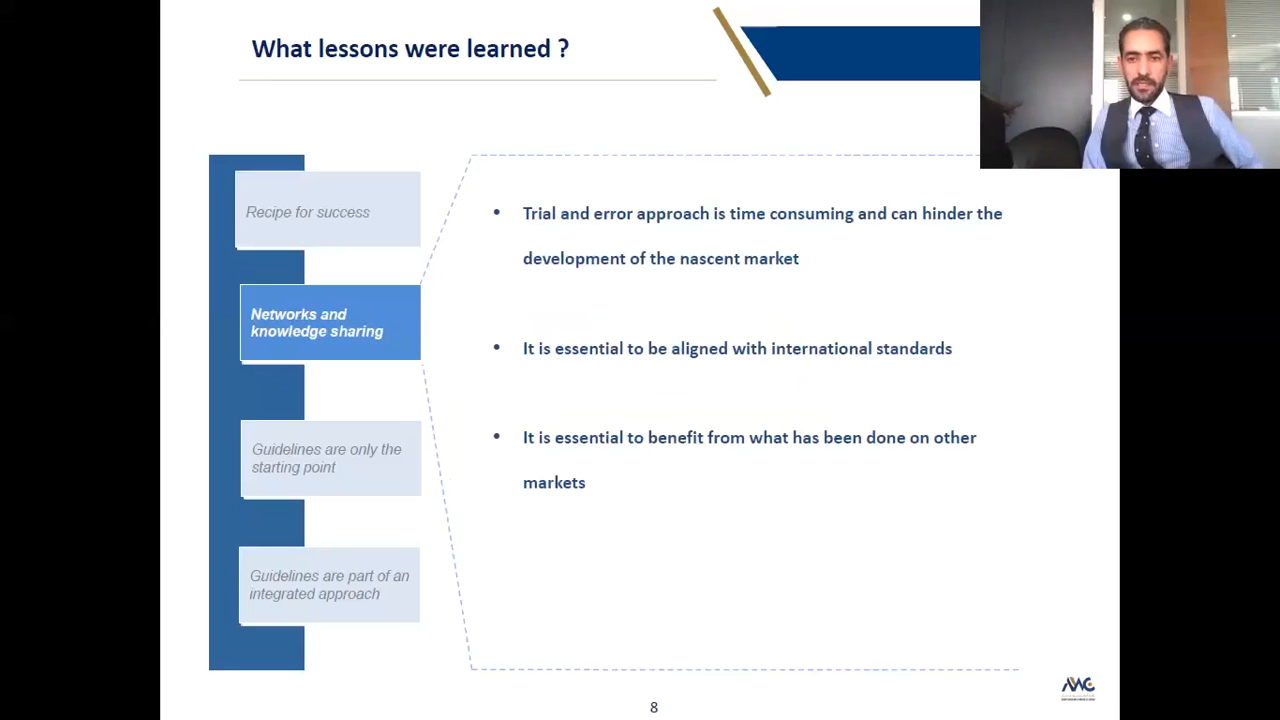 What lessons were learned ?
Recipe for success
Networks and
knowledge sharing
Guidelines are only the
starting point
Guidelines are part of an
integrated approach
• Trial and error approach is time consuming and can hinder the
development of the nascent market
• It is essential to be aligned with international standards
• It is essential to benefit from what has been done on other
markets
8